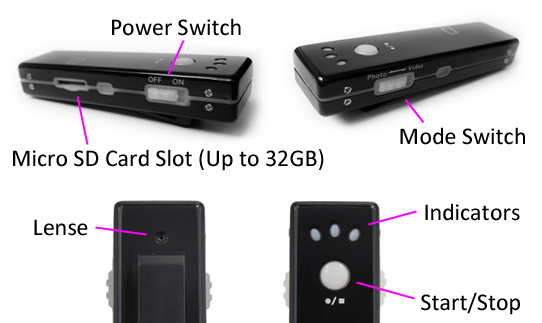 Power Switch
OFF ON
Photo Video
Mode Switch
Micro SD Card Slot (Up to 32GB)
Lense
Indicators
Start/Stop